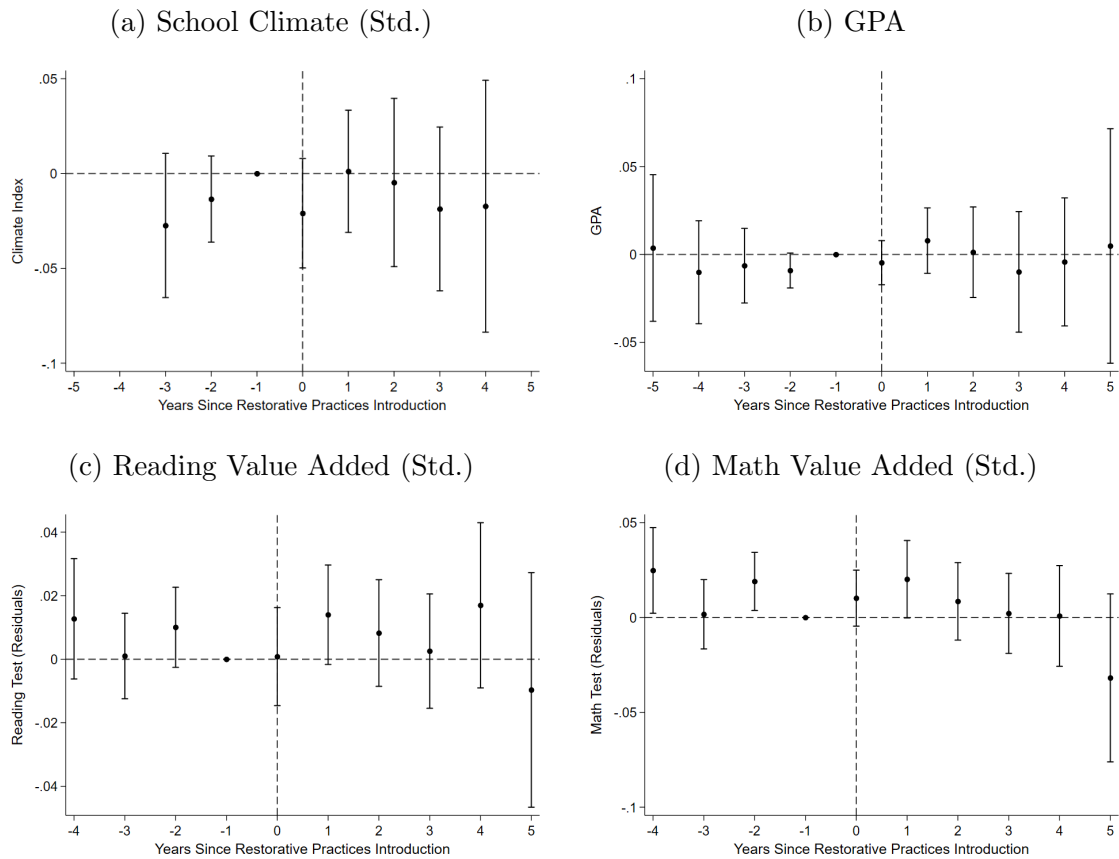 (a) School Climate (Std.)
.05
0
-.05
-.1
Climate Index
-5 -4 -3 -2 -1 0 1 2 3 4 5
Years Since Restorative Practices Introduction
(b) GPA
.1
.05
0
-.05
GPA
-5 -4 -3 -2 -1 0 1 2 3 4 5
Years Since Restorative Practices Introduction
(c) Reading Value Added (Std.)
.04
.02
0
-.02
-.04
Reading Test (Residuals)
-4 -3 -2 -1 0 1 2 3 4 5
Years Since Restorative Practices Introduction
(d) Math Value Added (Std.)
.05
0
-.05
-.1
Math Test (Residuals)
-4 -3 -2 -1 0 1 2 3 4 5
Years Since Restorative Practices Introduction